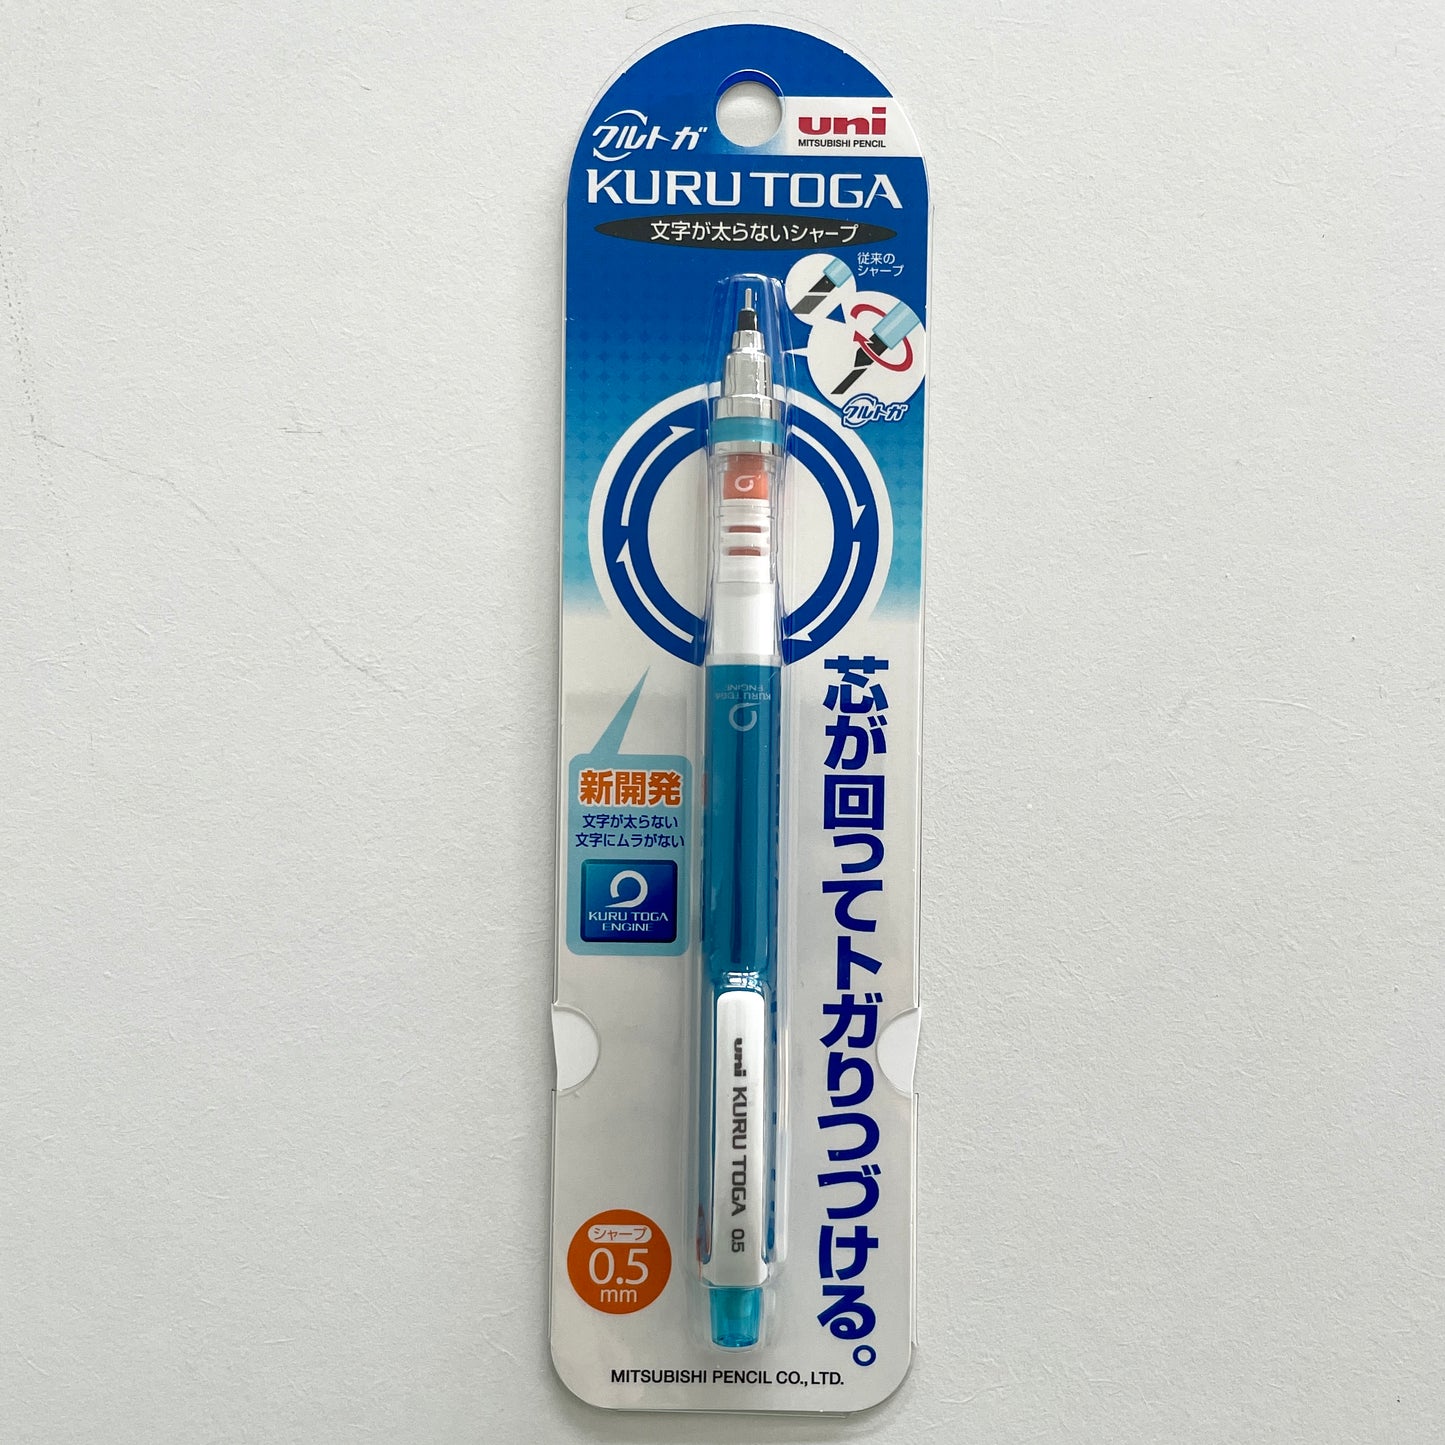 クルトガ
uni
MITSUBISHI PENCIL
KURUTOGA
文字が太らないシャープ
従来の
シャープ
クルトガ
KURU TOGA
ENGINE
芯が回ってトガりつづける。
新開発
文字が太らない
文字にムラがない
KURU TOGA
ENGINE
uni KURU TOGA 0.5
シャープ
0.5
mm
MITSUBISHI PENCIL CO., LTD.